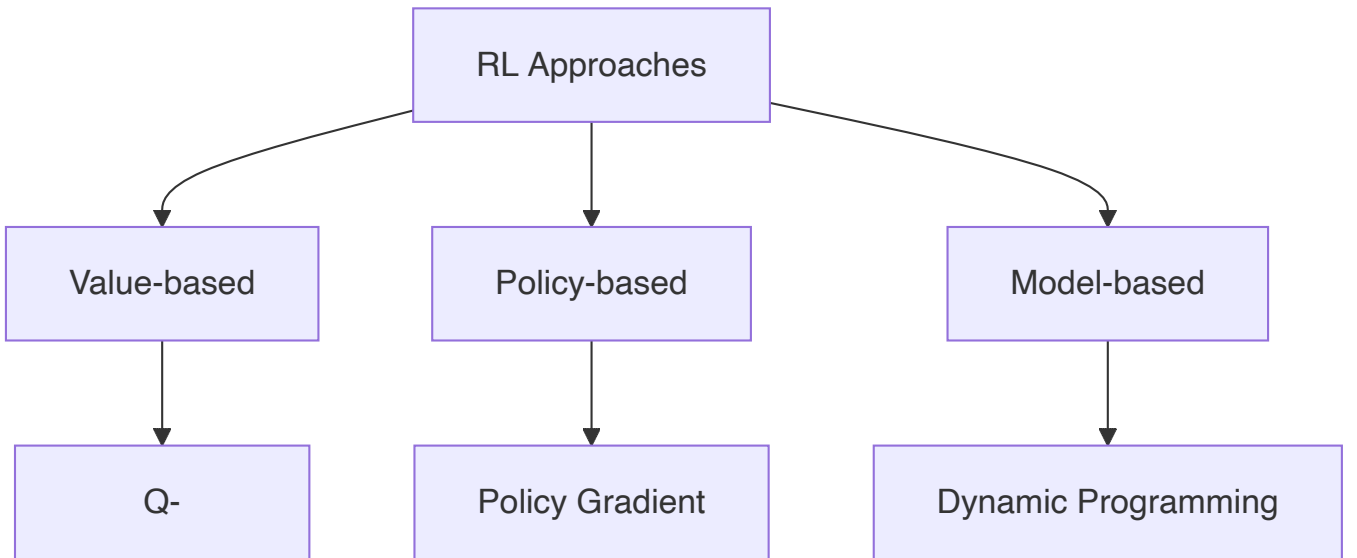 RL Approaches
Value-based
Policy-based
Model-based
Q-
Policy Gradient
Dynamic Programming